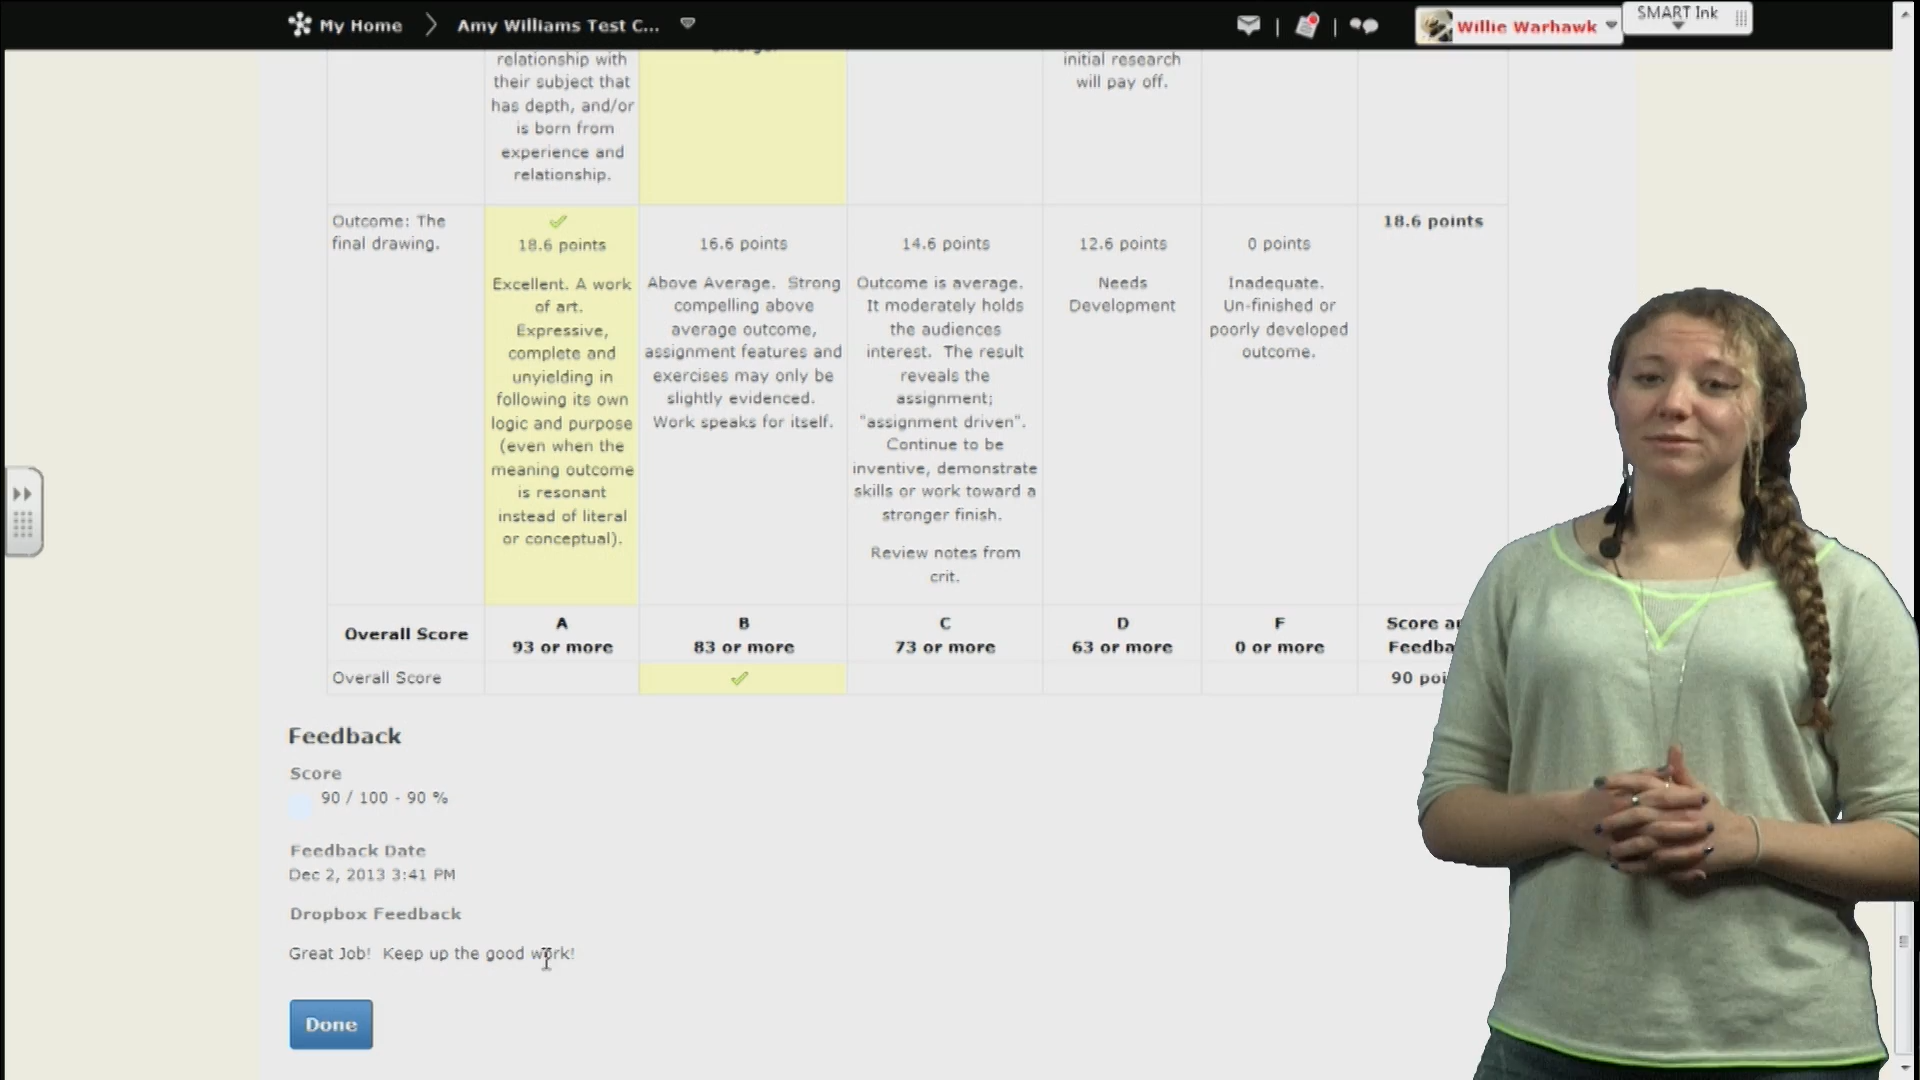 My Home
Amy Williams Test C...
Willie Warhawk
SMART Ink
relationship with
their subject that
has depth, and/or
is born from
experience and
relationship.
initial research
will pay off.
Outcome: The
final drawing.
18.6 points
Excellent. A work
of art.
Expressive,
complete and
unyielding in
following its own
logic and purpose
(even when the
meaning outcome
is resonant
instead of literal
or conceptual).
16.6 points
Above Average.  Strong
compelling above
average outcome,
assignment features and
exercises may only be
slightly evidenced.
Work speaks for itself.
14.6 points
Outcome is average.
It moderately holds
the audiences
interest.  The result
reveals the
assignment;
"assignment driven".
Continue to be
inventive, demonstrate
skills or work toward a
stronger finish.
Review notes from
crit.
12.6 points
Needs
Development
0 points
Inadequate.
Un-finished or
poorly developed
outcome.
18.6 points
Overall Score
A
93 or more
B
83 or more
C
73 or more
D
63 or more
F
0 or more
Score
Overall Score
90
Feedback
Score
90 / 100 - 90 %
Feedback Date
Dec 2, 2013 3:41 PM
Dropbox Feedback
Great Job!  Keep up the good work!
Done